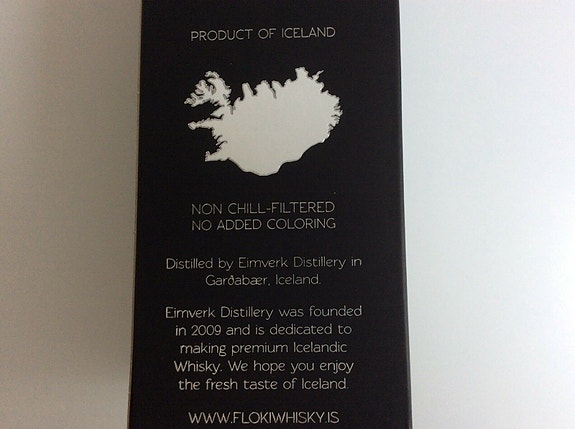 PRODUCT OF ICELAND
NON CHILL-FILTERED
NO ADDED COLORING
Distilled by Eimverk Distillery in
Garðabær, Iceland.
Eimverk Distillery was founded
in 2009 and is dedicated to
making premium Icelandic
Whisky. We hope you enjoy
the fresh taste of Iceland.
WWW.FLOKIWHISKY.IS